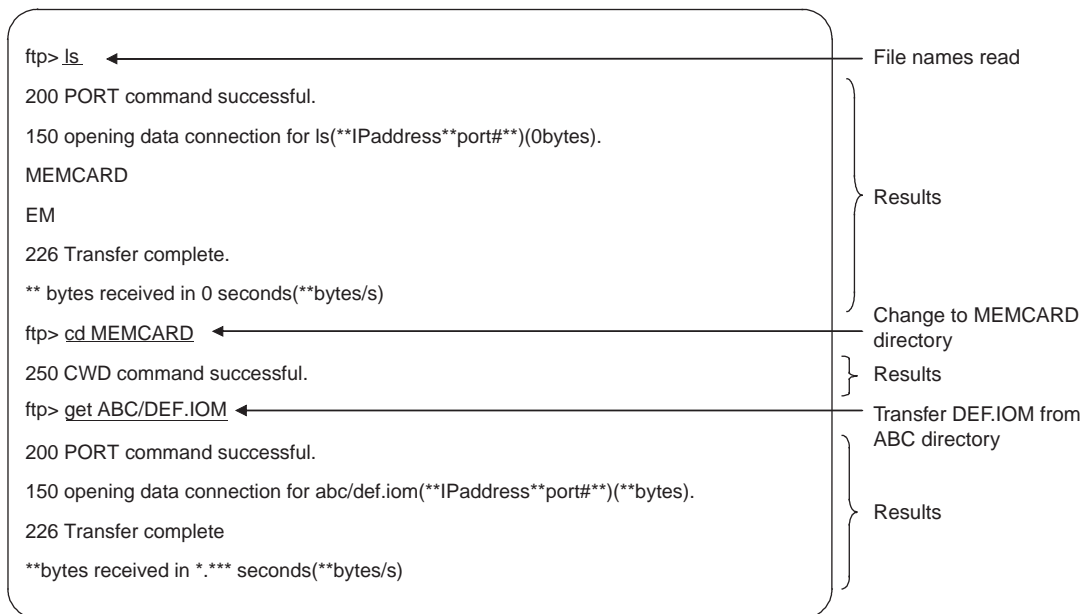 ftp> ls
File names read
200 PORT command successful.
150 opening data connection for ls(**IPaddress**port#**)(0bytes).
MEMCARD
Results
EM
226 Transfer complete.
** bytes received in 0 seconds(**bytes/s)
ftp> cd MEMCARD
Change to MEMCARD
directory
250 CWD command successful.
Results
ftp> get ABC/DEF.IOM
Transfer DEF.IOM from
ABC directory
200 PORT command successful.
150 opening data connection for abc/def.iom(**IPaddress**port#**)(**bytes).
Results
226 Transfer complete
**bytes received in *.*** seconds(**bytes/s)